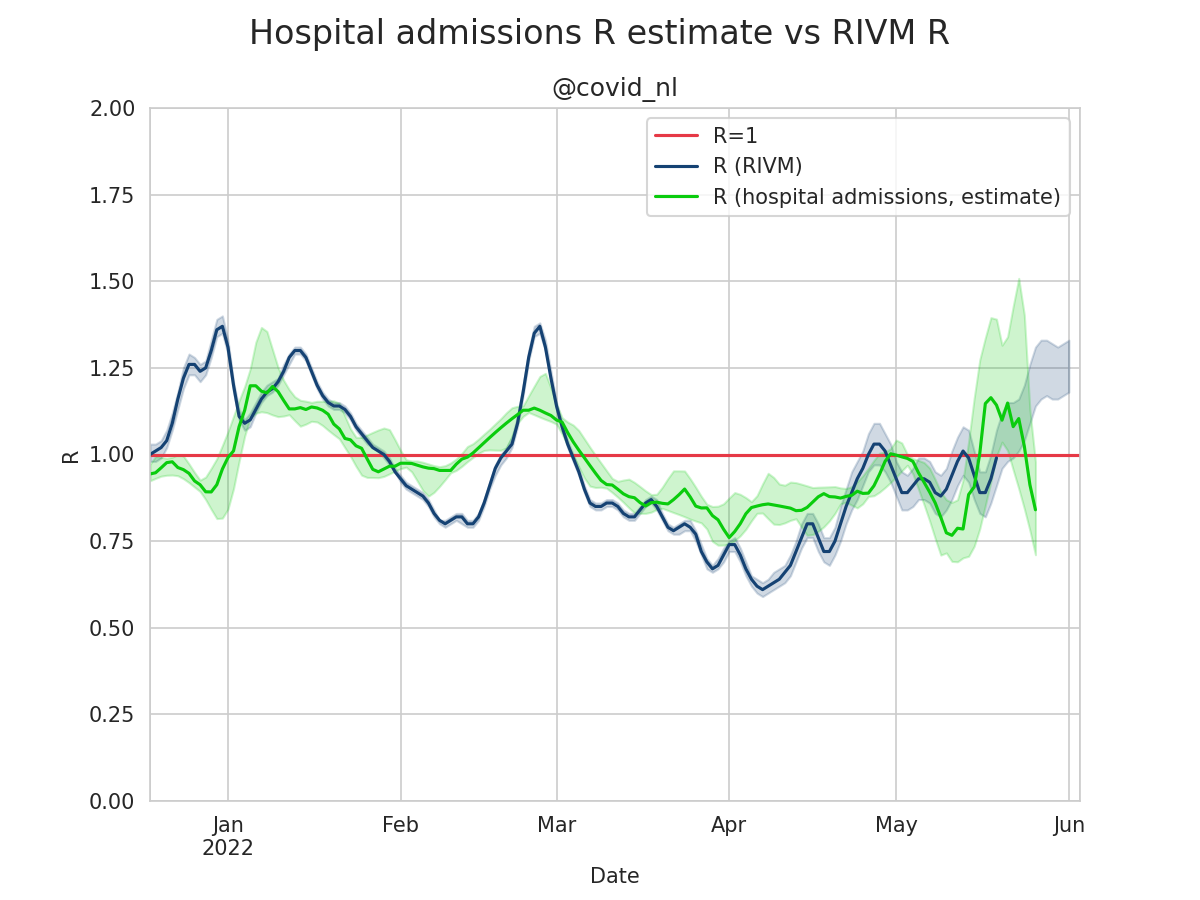 Hospital admissions R estimate vs RIVM R
@covid_nl
R=1
R (RIVM)
R (hospital admissions, estimate)
2.00
1.75
1.50
1.25
1.00
0.75
0.50
0.25
0.00
R
Jan Feb Mar Apr May Jun
2022
Date